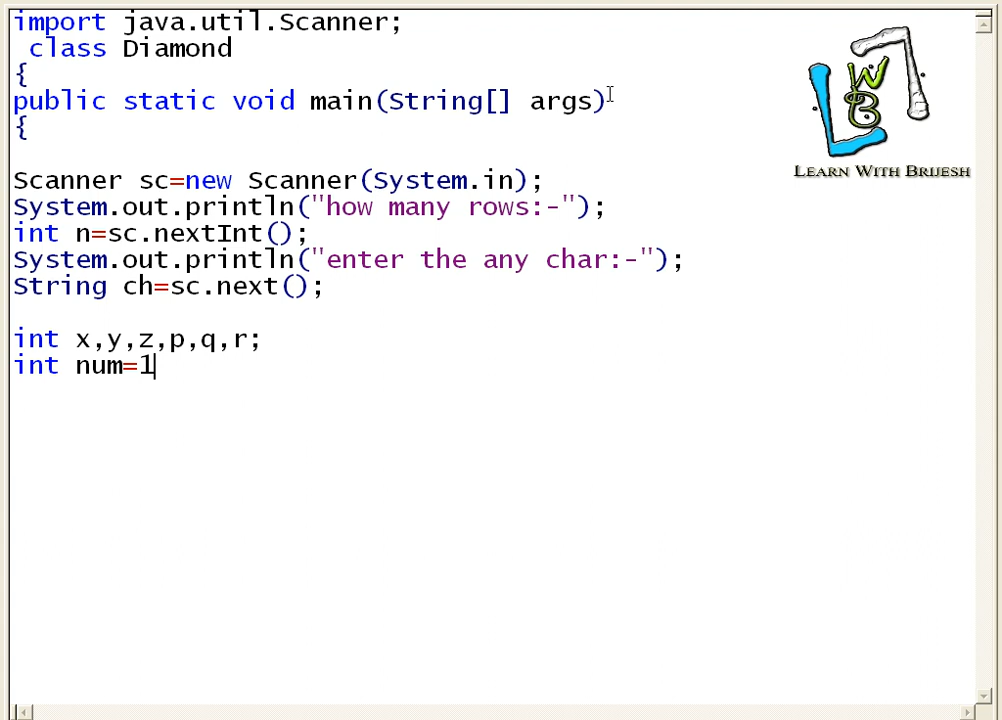 import java.util.Scanner;
class Diamond
{
public static void main(String[] args)
{
Scanner sc=new Scanner(System.in);
System.out.println("how many rows:-");
int n=sc.nextInt();
System.out.println("enter the any char:-");
String ch=sc.next();
int x,y,z,p,q,r;
int num=1
LWB
LEARN WITH BRIJESH